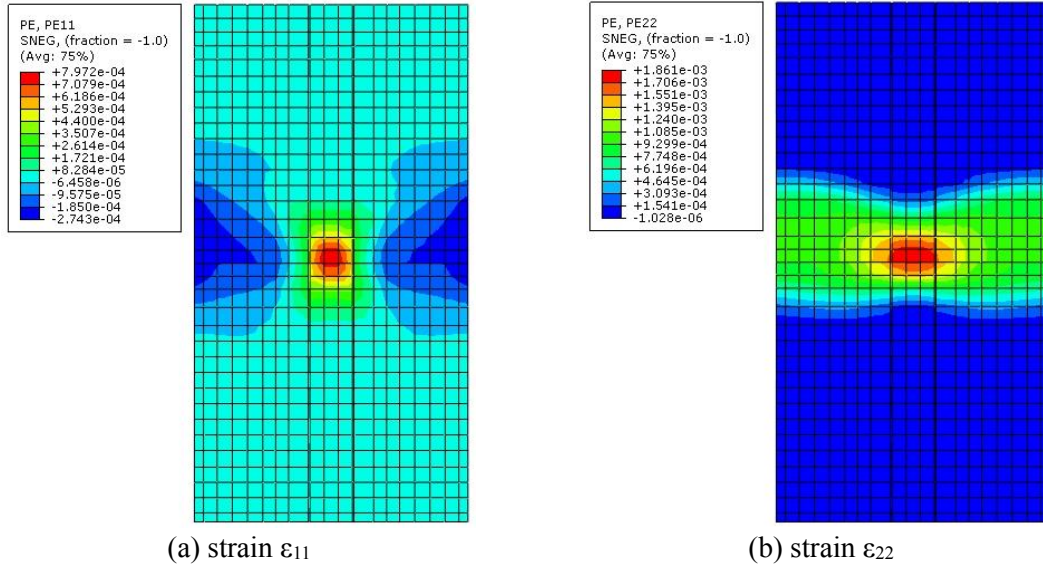 PE, PE11
SNEG, (fraction = -1.0)
(Avg: 75%)
+7.972e-04
+7.079e-04
+6.186e-04
+5.293e-04
+4.400e-04
+3.507e-04
+2.614e-04
+1.721e-04
+8.284e-05
-6.458e-06
-9.575e-05
-1.850e-04
-2.743e-04
PE, PE22
SNEG, (fraction = -1.0)
(Avg: 75%)
+1.861e-03
+1.706e-03
+1.551e-03
+1.395e-03
+1.240e-03
+1.085e-03
+9.299e-04
+7.748e-04
+6.196e-04
+4.645e-04
+3.093e-04
+1.541e-04
-1.028e-06
(a) strain ε₁₁
(b) strain ε₂₂